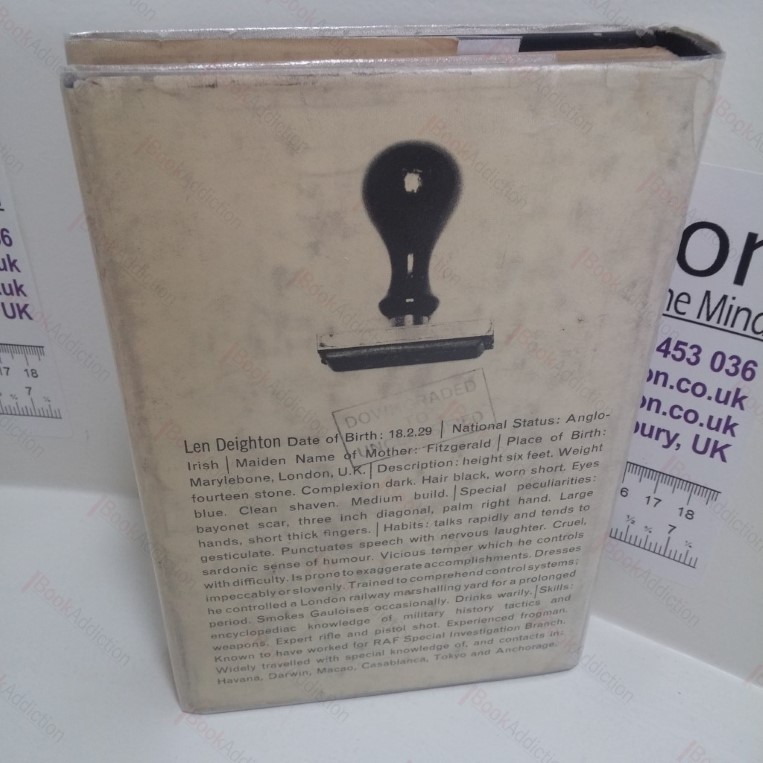 DOWNGRADED
Len Deighton Date of Birth: 18.2.29 | National Status: Anglo-
Irish | Maiden Name of Mother: Fitzgerald | Place of Birth:
Marylebone, London, U.K. | Description: height six feet. Weight
fourteen stone. Complexion dark. Hair black, worn short. Eyes
blue. Clean shaven. Medium build. | Special peculiarities:
bayonet scar, three inch diagonal, palm right hand. Large
hands, short thick fingers. | Habits: talks rapidly and tends to
gesticulate. Punctuates speech with nervous laughter. Cruel,
sardonic sense of humour. Vicious temper which he controls
with difficulty. Is prone to exaggerate accomplishments. Dresses
impeccably or slovenly. Trained to comprehend control systems;
he controlled a London railway marshalling yard for a prolonged
period. Smokes Gauloises occasionally. Drinks warily. | Skills:
encyclopædiac knowledge of military history tactics and
weapons. Expert rifle and pistol shot. Experienced frogman.
Known to have worked for RAF Special Investigation Branch.
Widely travelled with special knowledge of, and contacts in:
Havana, Darwin, Macao, Casablanca, Tokyo and Anchorage.
6
uk
.uk
UK
17 18
7
or
he Mind
453 036
on.co.uk
on.co.uk
bury, UK
6 17 18
7
BookAddiction